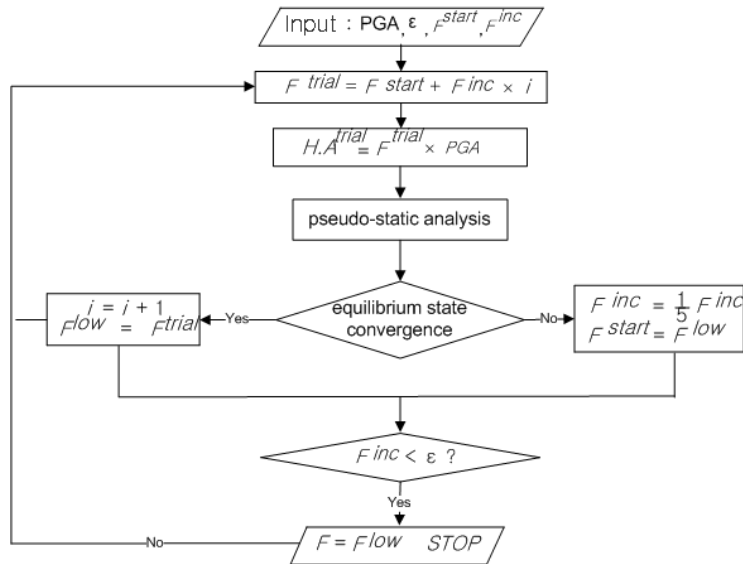 Input : PGA, ε, F^start, F^inc
F^trial = F^start + F^inc × i
H.A^trial = F^trial × PGA
pseudo-static analysis
i = i + 1
F^low = F^trial
Yes
equilibrium state
convergence
No
F^inc = 1/5 F^inc
F^start = F^low
F^inc < ε ?
Yes
No
F = F^low STOP